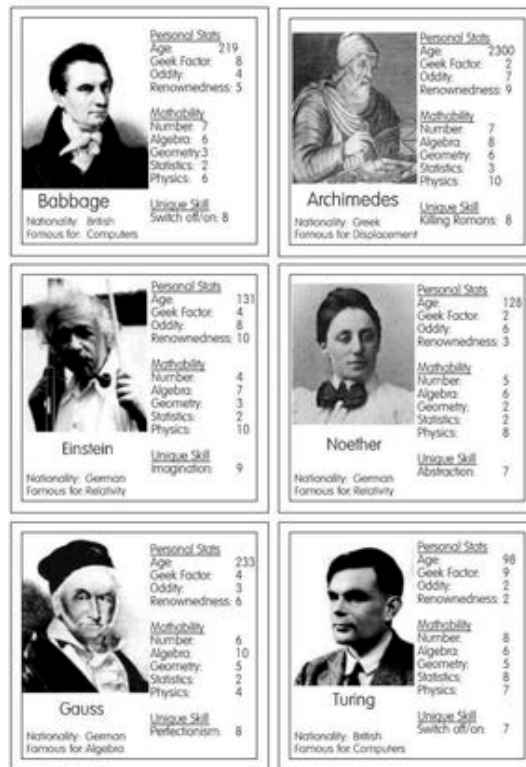 Personal Stats
Age: 219
Geek Factor: 8
Oddity: 4
Renownedness: 5
Mathability
Number: 7
Algebra: 6
Geometry:3
Statistics: 2
Physics: 6
Unique Skill
Switch off/on: 8
Babbage
Nationality: British
Famous for: Computers
Personal Stats
Age: 2300
Geek Factor: 2
Oddity: 7
Renownedness: 9
Mathability
Number: 7
Algebra: 8
Geometry: 6
Statistics: 3
Physics: 10
Unique Skill
Killing Romans: 8
Archimedes
Nationality: Greek
Famous for: Displacement
Personal Stats
Age: 131
Geek Factor: 4
Oddity: 8
Renownedness: 10
Mathability
Number: 4
Algebra: 7
Geometry: 3
Statistics: 2
Physics: 10
Unique Skill
Imagination: 9
Einstein
Nationality: German
Famous for: Relativity
Personal Stats
Age: 128
Geek Factor: 2
Oddity: 6
Renownedness: 3
Mathability
Number: 5
Algebra: 6
Geometry: 2
Statistics: 2
Physics: 8
Unique Skill
Abstraction: 7
Noether
Nationality: German
Famous for: Relativity
Personal Stats
Age: 233
Geek Factor: 4
Oddity: 3
Renownedness: 6
Mathability
Number: 6
Algebra: 10
Geometry: 5
Statistics: 2
Physics: 4
Unique Skill
Perfectionism: 8
Gauss
Nationality: German
Famous for: Algebra
Personal Stats
Age: 98
Geek Factor: 9
Oddity: 2
Renownedness: 2
Mathability
Number: 8
Algebra: 6
Geometry: 5
Statistics: 8
Physics: 7
Unique Skill
Switch off/on: 7
Turing
Nationality: British
Famous for: Computers